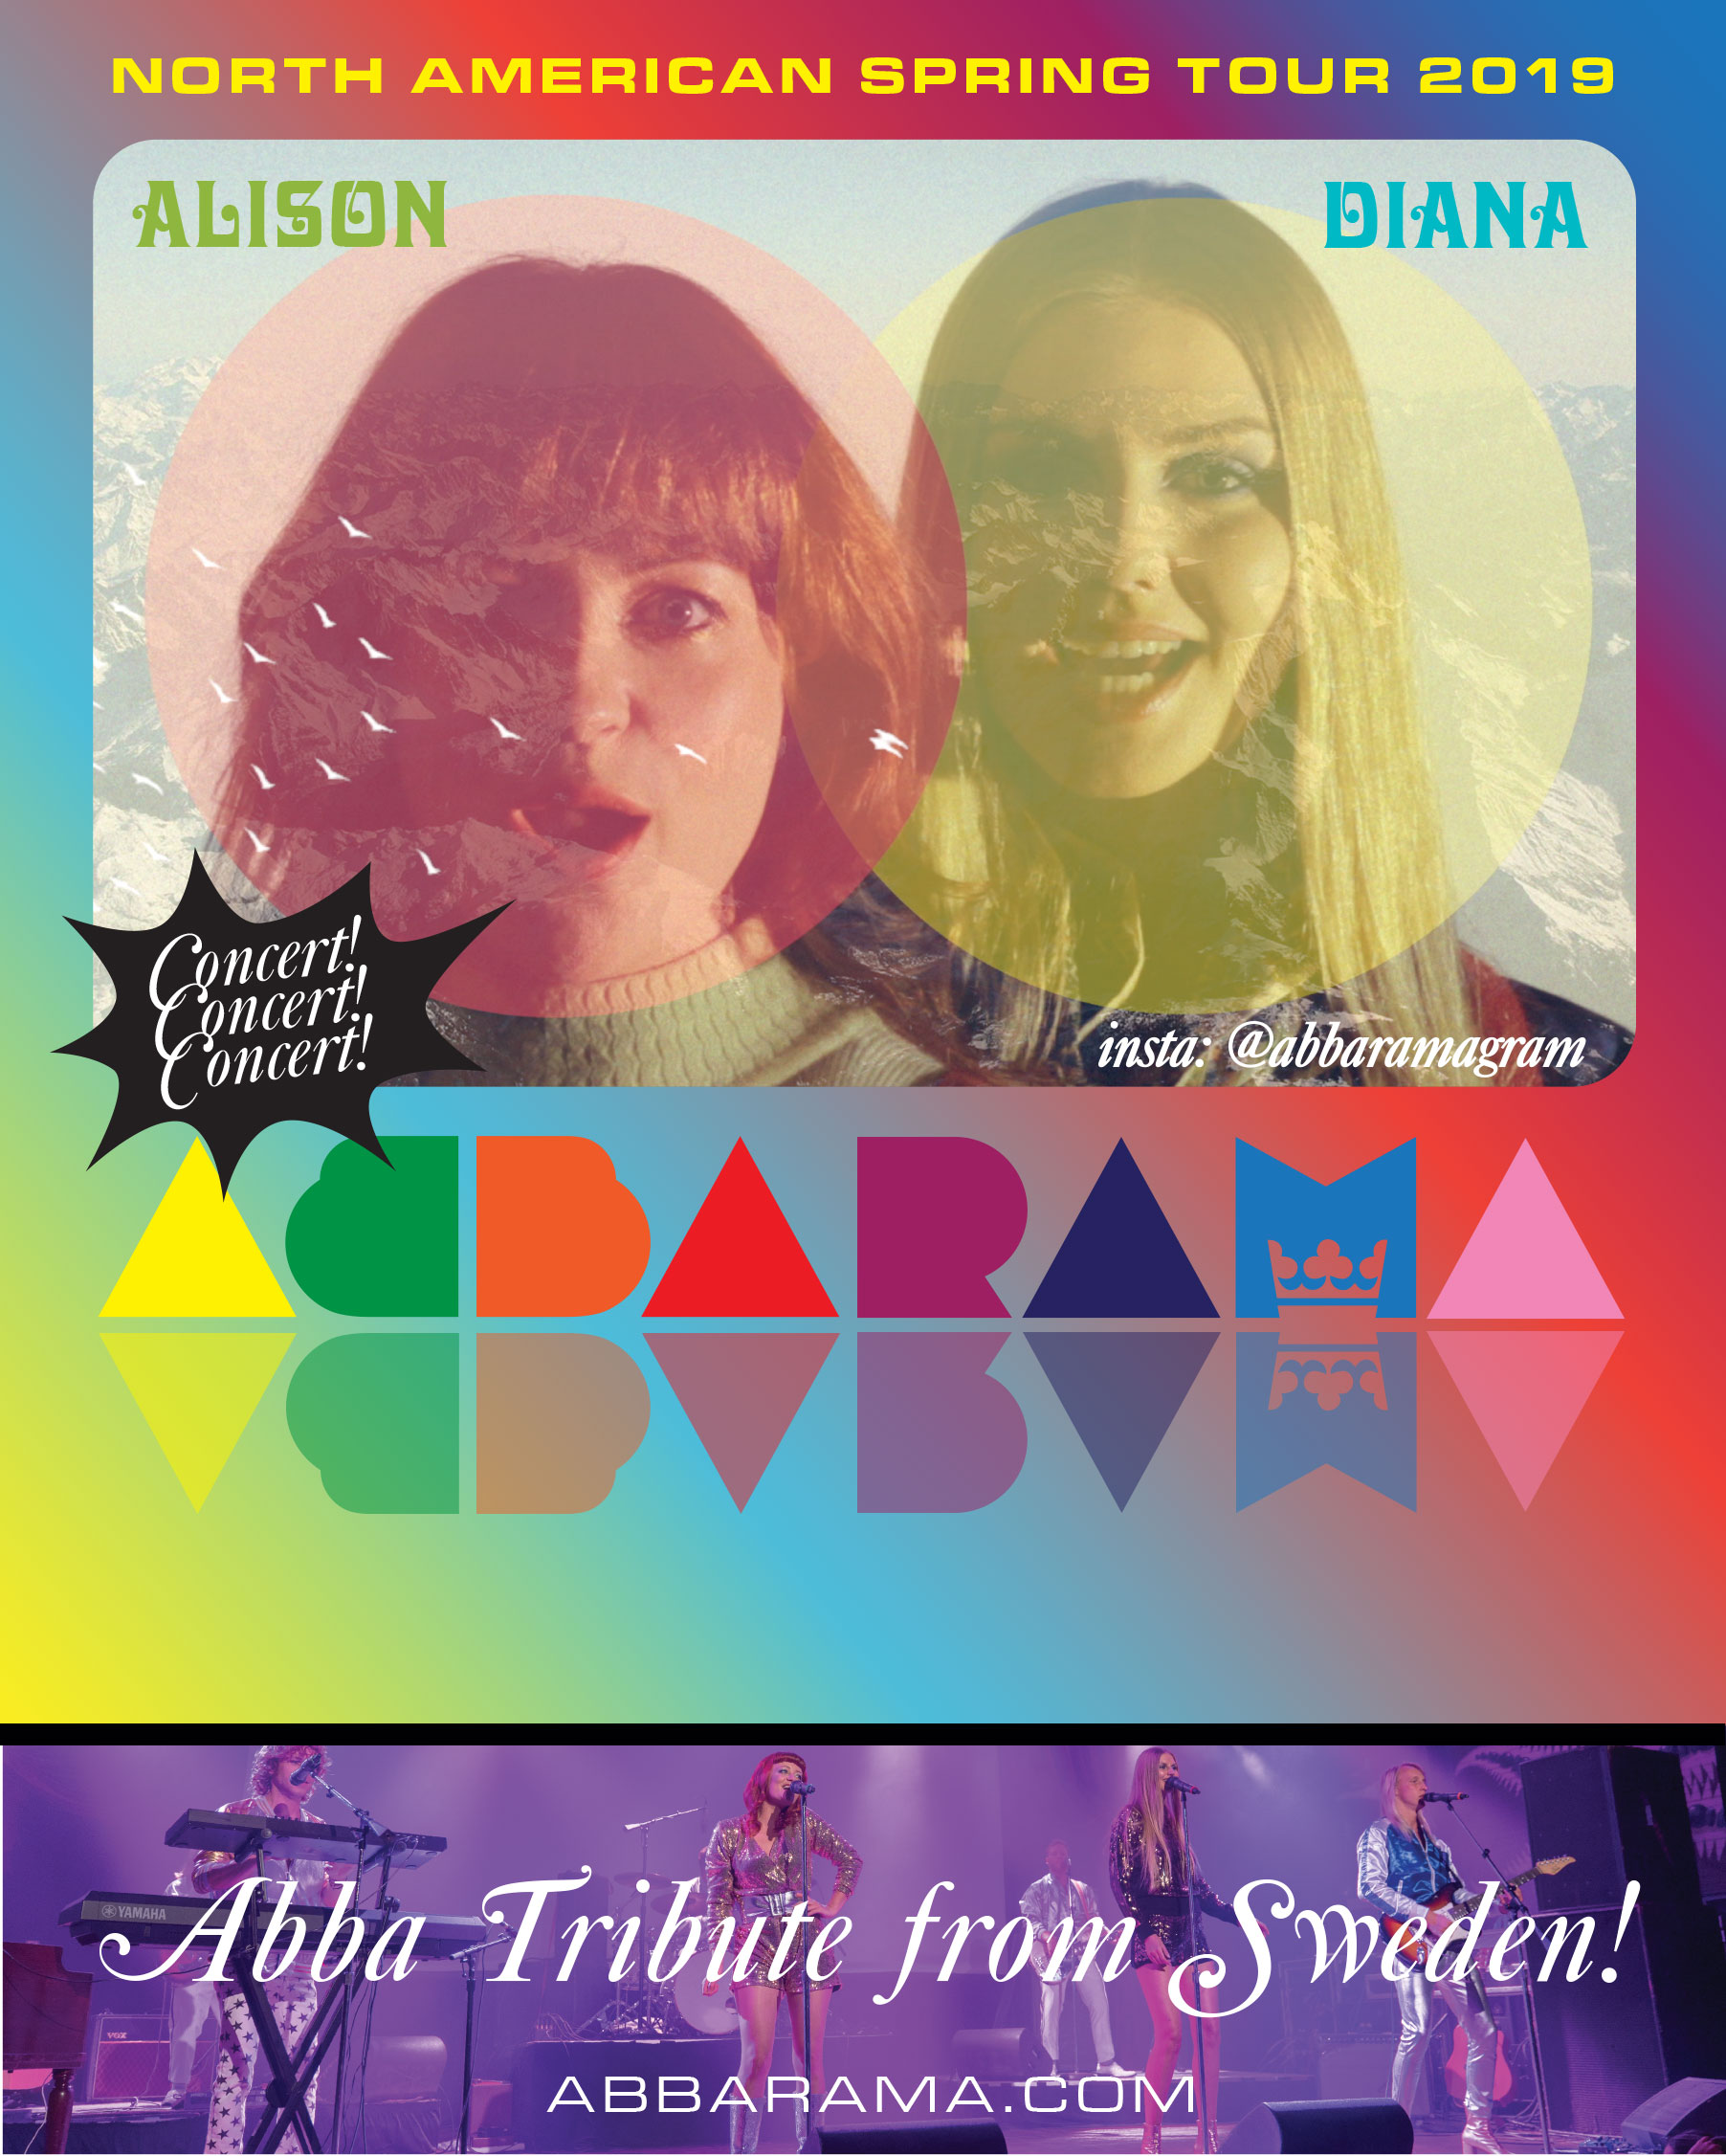 NORTH AMERICAN SPRING TOUR 2019
ALISON
DIANA
Concert!
Concert!
Concert!
insta: @abbaramagram
ABBARAMA
YAMAHA
Abba Tribute from Sweden!
VOX
ABBARAMA.COM